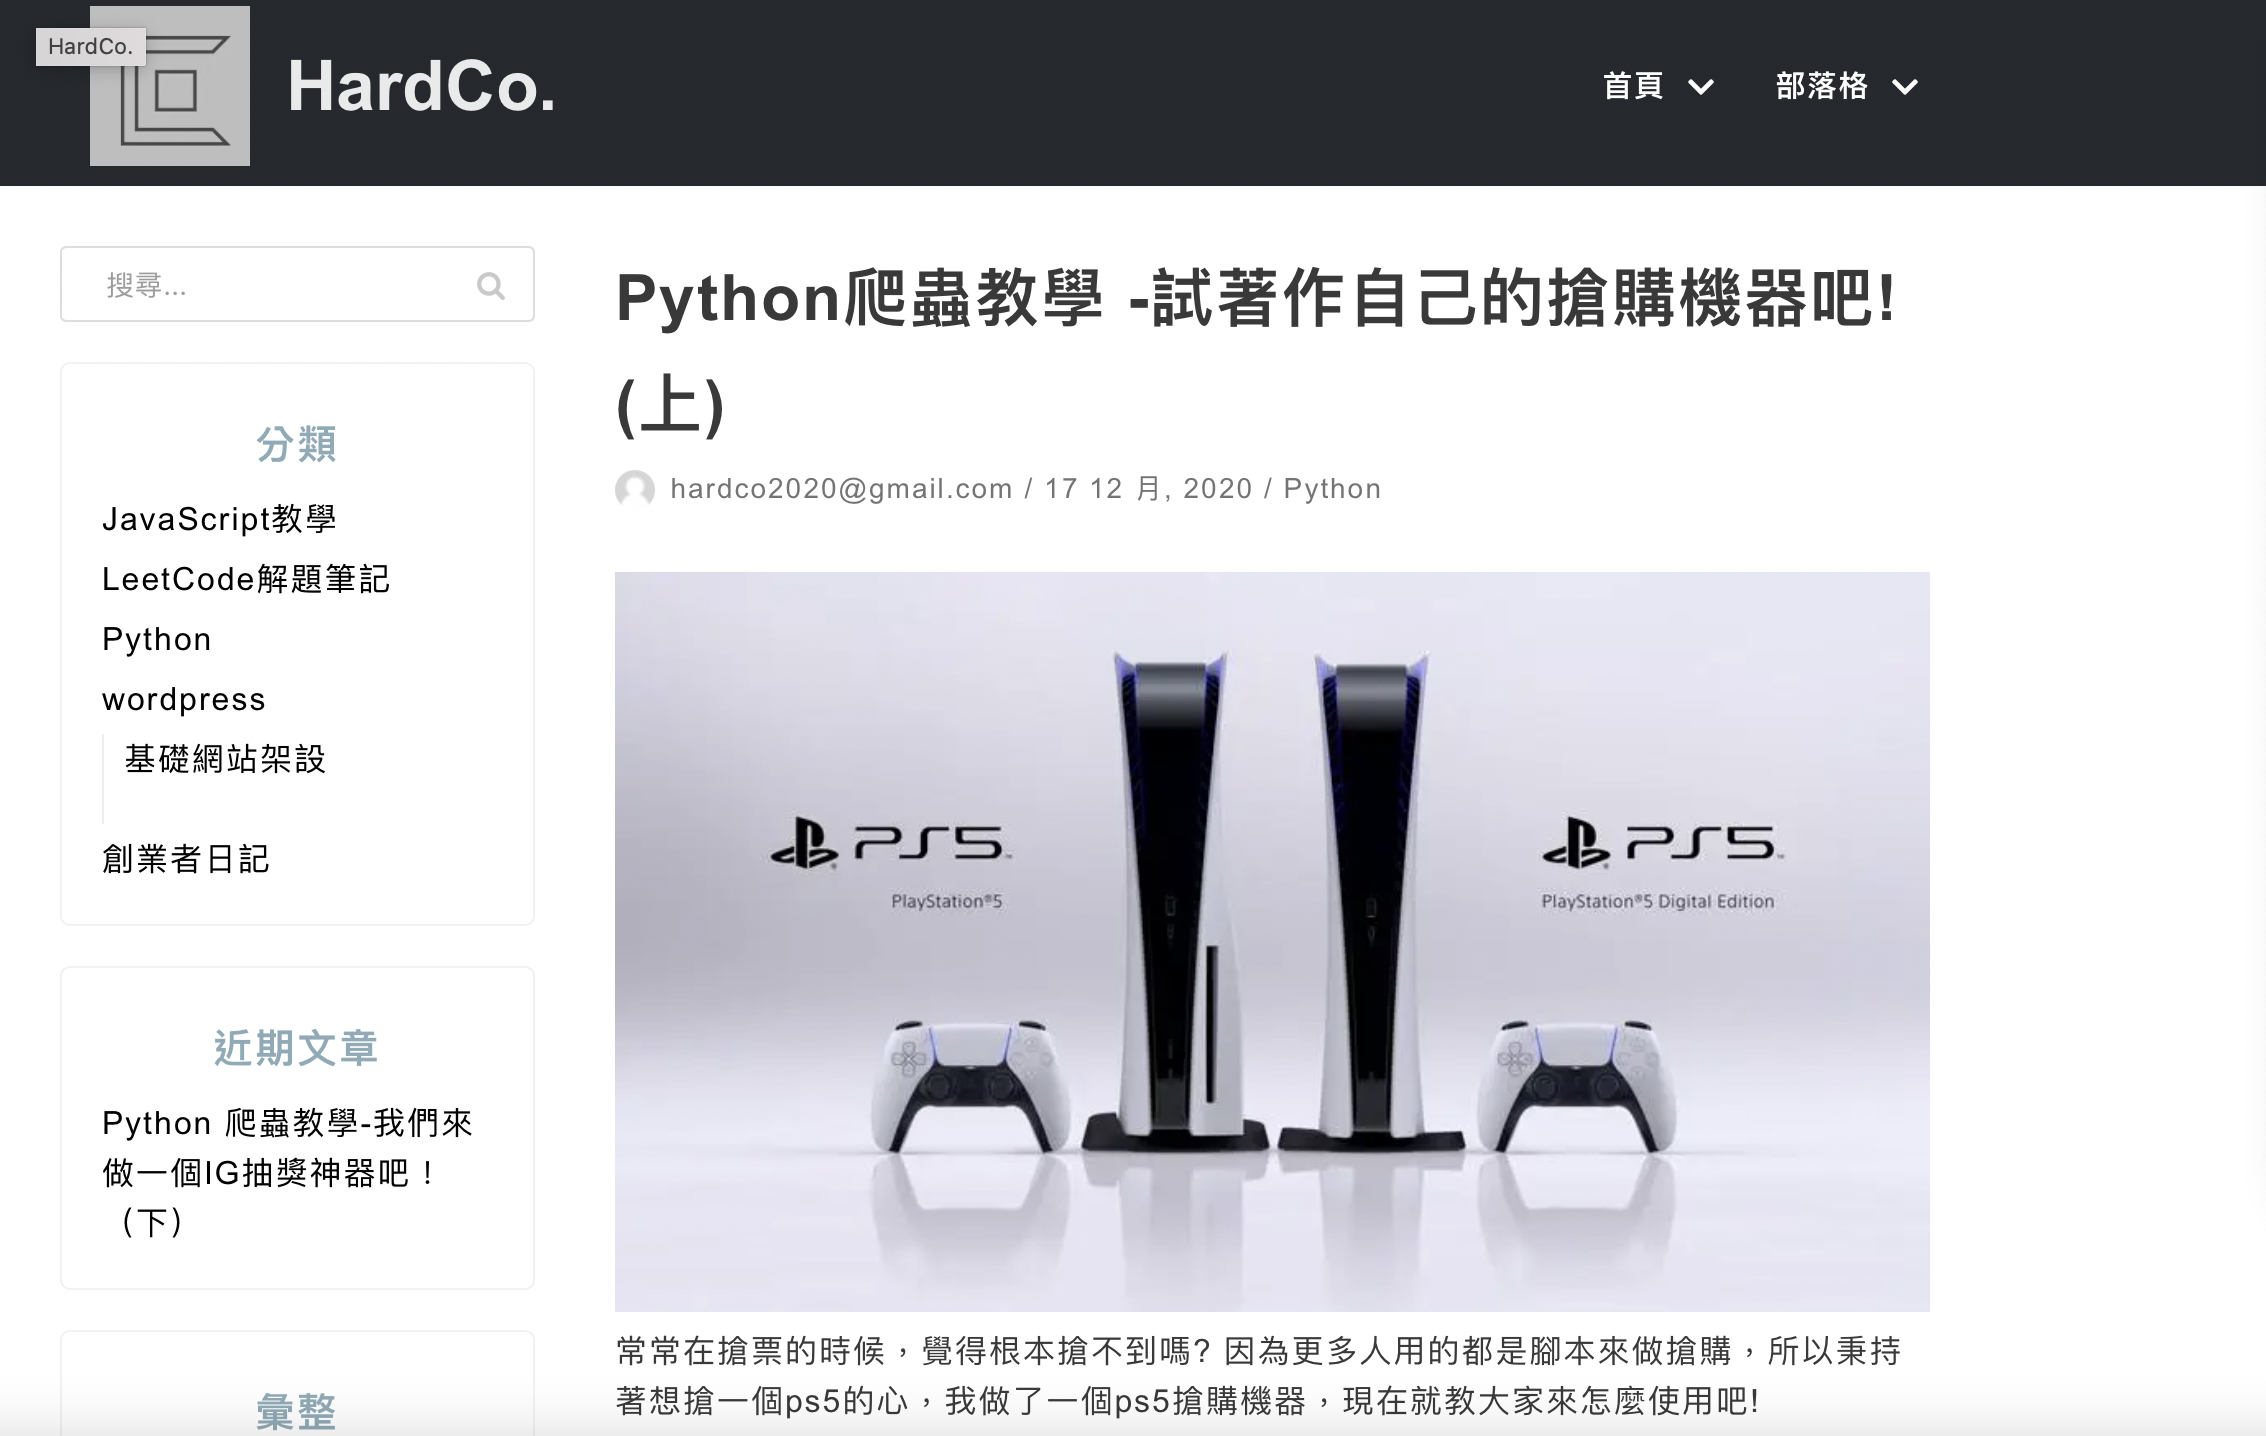 HardCo.
HardCo.
首頁
部落格
搜尋...
分類
JavaScript教學
LeetCode解題筆記
Python
wordpress
基礎網站架設
創業者日記
近期文章
Python 爬蟲教學-我們來
做一個IG抽獎神器吧！
（下）
彙整
Python爬蟲教學 -試著作自己的搶購機器吧!
(上)
hardco2020@gmail.com / 17 12 月, 2020 / Python
PS5™
PlayStation®5
PS5™
PlayStation®5 Digital Edition
常常在搶票的時候，覺得根本搶不到嗎? 因為更多人用的都是腳本來做搶購，所以秉持
著想搶一個ps5的心，我做了一個ps5搶購機器，現在就教大家來怎麼使用吧!